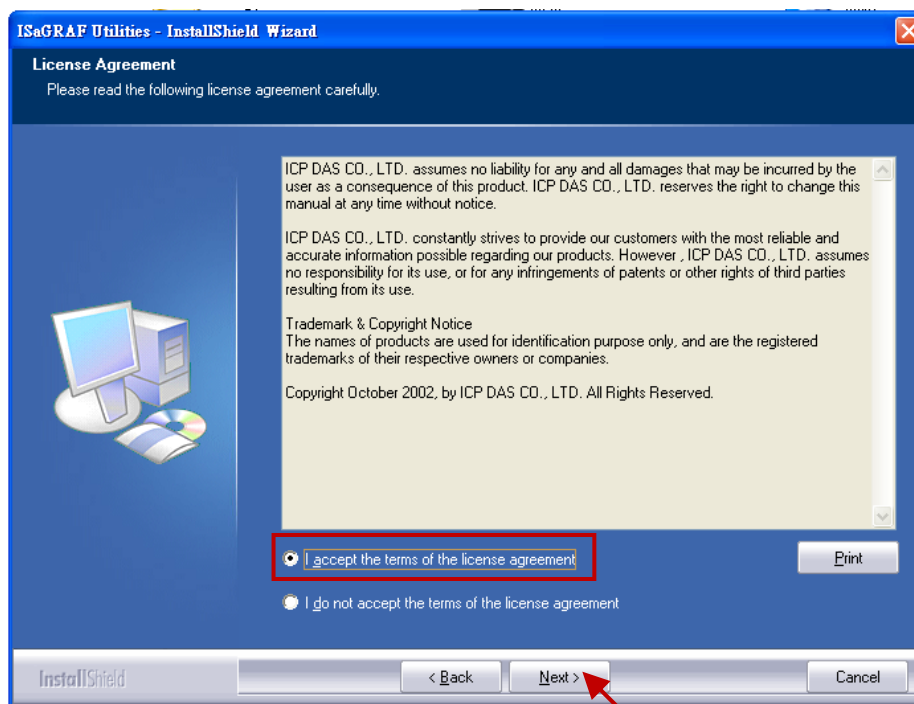 ISaGRAF Utilities - InstallShield Wizard
License Agreement
Please read the following license agreement carefully.
ICP DAS CO., LTD. assumes no liability for any and all damages that may be incurred by the
user as a consequence of this product. ICP DAS CO., LTD. reserves the right to change this
manual at any time without notice.
ICP DAS CO., LTD. constantly strives to provide our customers with the most reliable and
accurate information possible regarding our products. However , ICP DAS CO., LTD. assumes
no responsibility for its use, or for any infringements of patents or other rights of third parties
resulting from its use.
Trademark & Copyright Notice
The names of products are used for identification purpose only, and are the registered
trademarks of their respective owners or companies.
Copyright October 2002, by ICP DAS CO., LTD. All Rights Reserved.
I accept the terms of the license agreement
Print
I do not accept the terms of the license agreement
InstallShield
< Back
Next >
Cancel